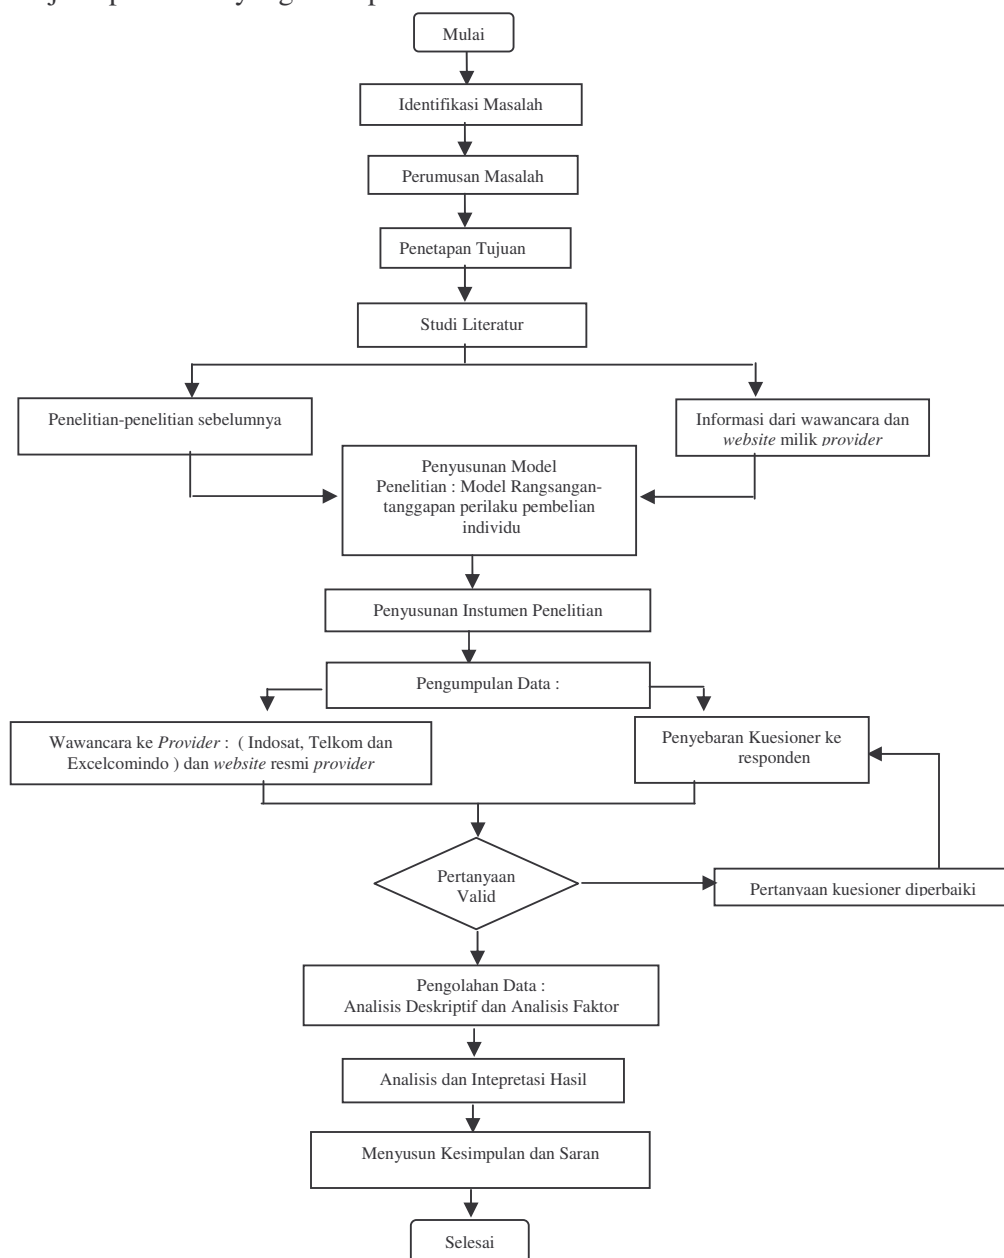 Mulai
Identifikasi Masalah
Perumusan Masalah
Penetapan Tujuan
Studi Literatur
Penelitian-penelitian sebelumnya
Informasi dari wawancara dan
website milik provider
Penyusunan Model
Penelitian : Model Rangsangan-
tanggapan perilaku pembelian
individu
Penyusunan Instumen Penelitian
Pengumpulan Data :
Wawancara ke Provider : ( Indosat, Telkom dan
Excelcomindo ) dan website resmi provider
Penyebaran Kuesioner ke
responden
Pertanyaan
Valid
Pertanyaan kuesioner diperbaiki
Pengolahan Data :
Analisis Deskriptif dan Analisis Faktor
Analisis dan Intepretasi Hasil
Menyusun Kesimpulan dan Saran
Selesai